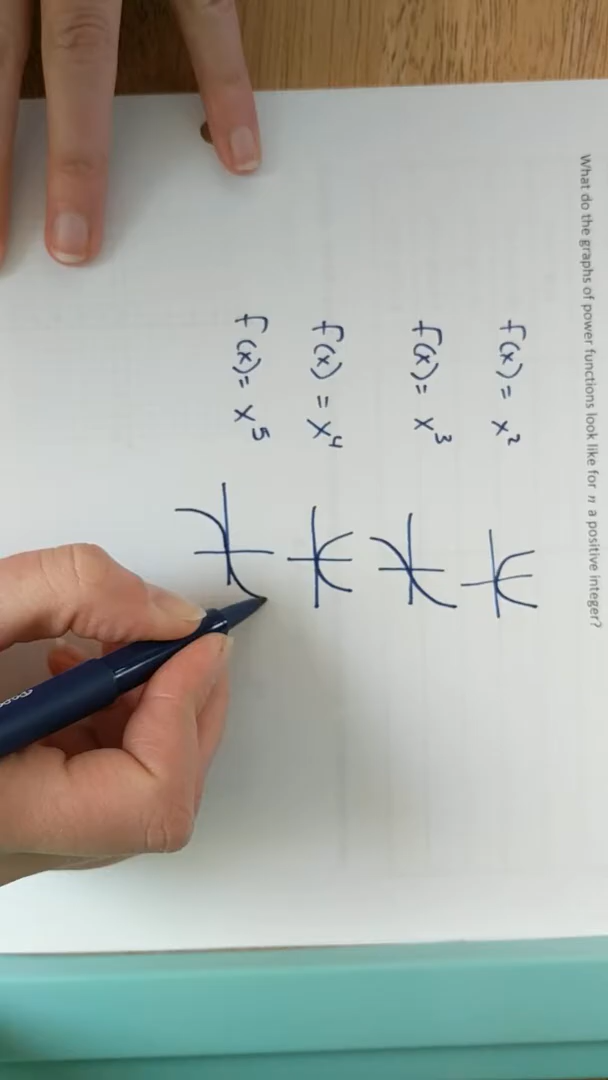 What do the graphs of power functions look like for n a positive integer?
f(x) = x²
f(x) = x³
f(x) = x⁴
f(x) = x⁵